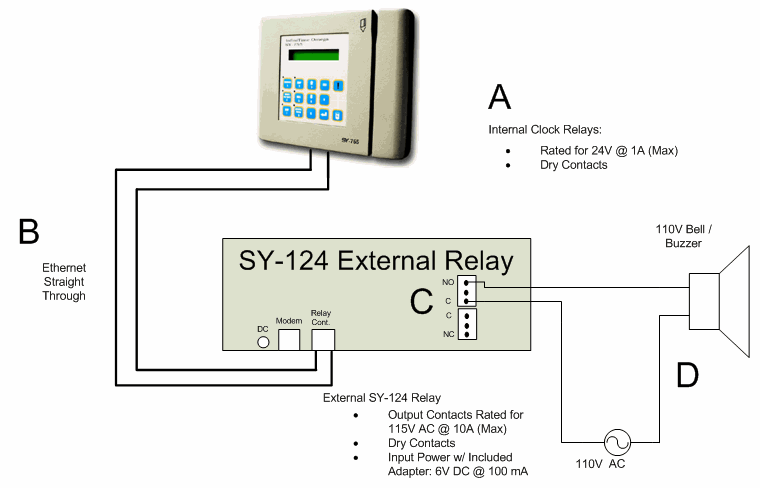 SY-765
A
Internal Clock Relays:
• Rated for 24V @ 1A (Max)
• Dry Contacts
B
Ethernet
Straight
Through
110V Bell /
Buzzer
SY-124 External Relay
NO
C
C
C
NC
DC
Modem
Relay
Cont.
D
External SY-124 Relay
• Output Contacts Rated for
115V AC @ 10A (Max)
• Dry Contacts
• Input Power w/ Included
Adapter: 6V DC @ 100 mA
110V AC